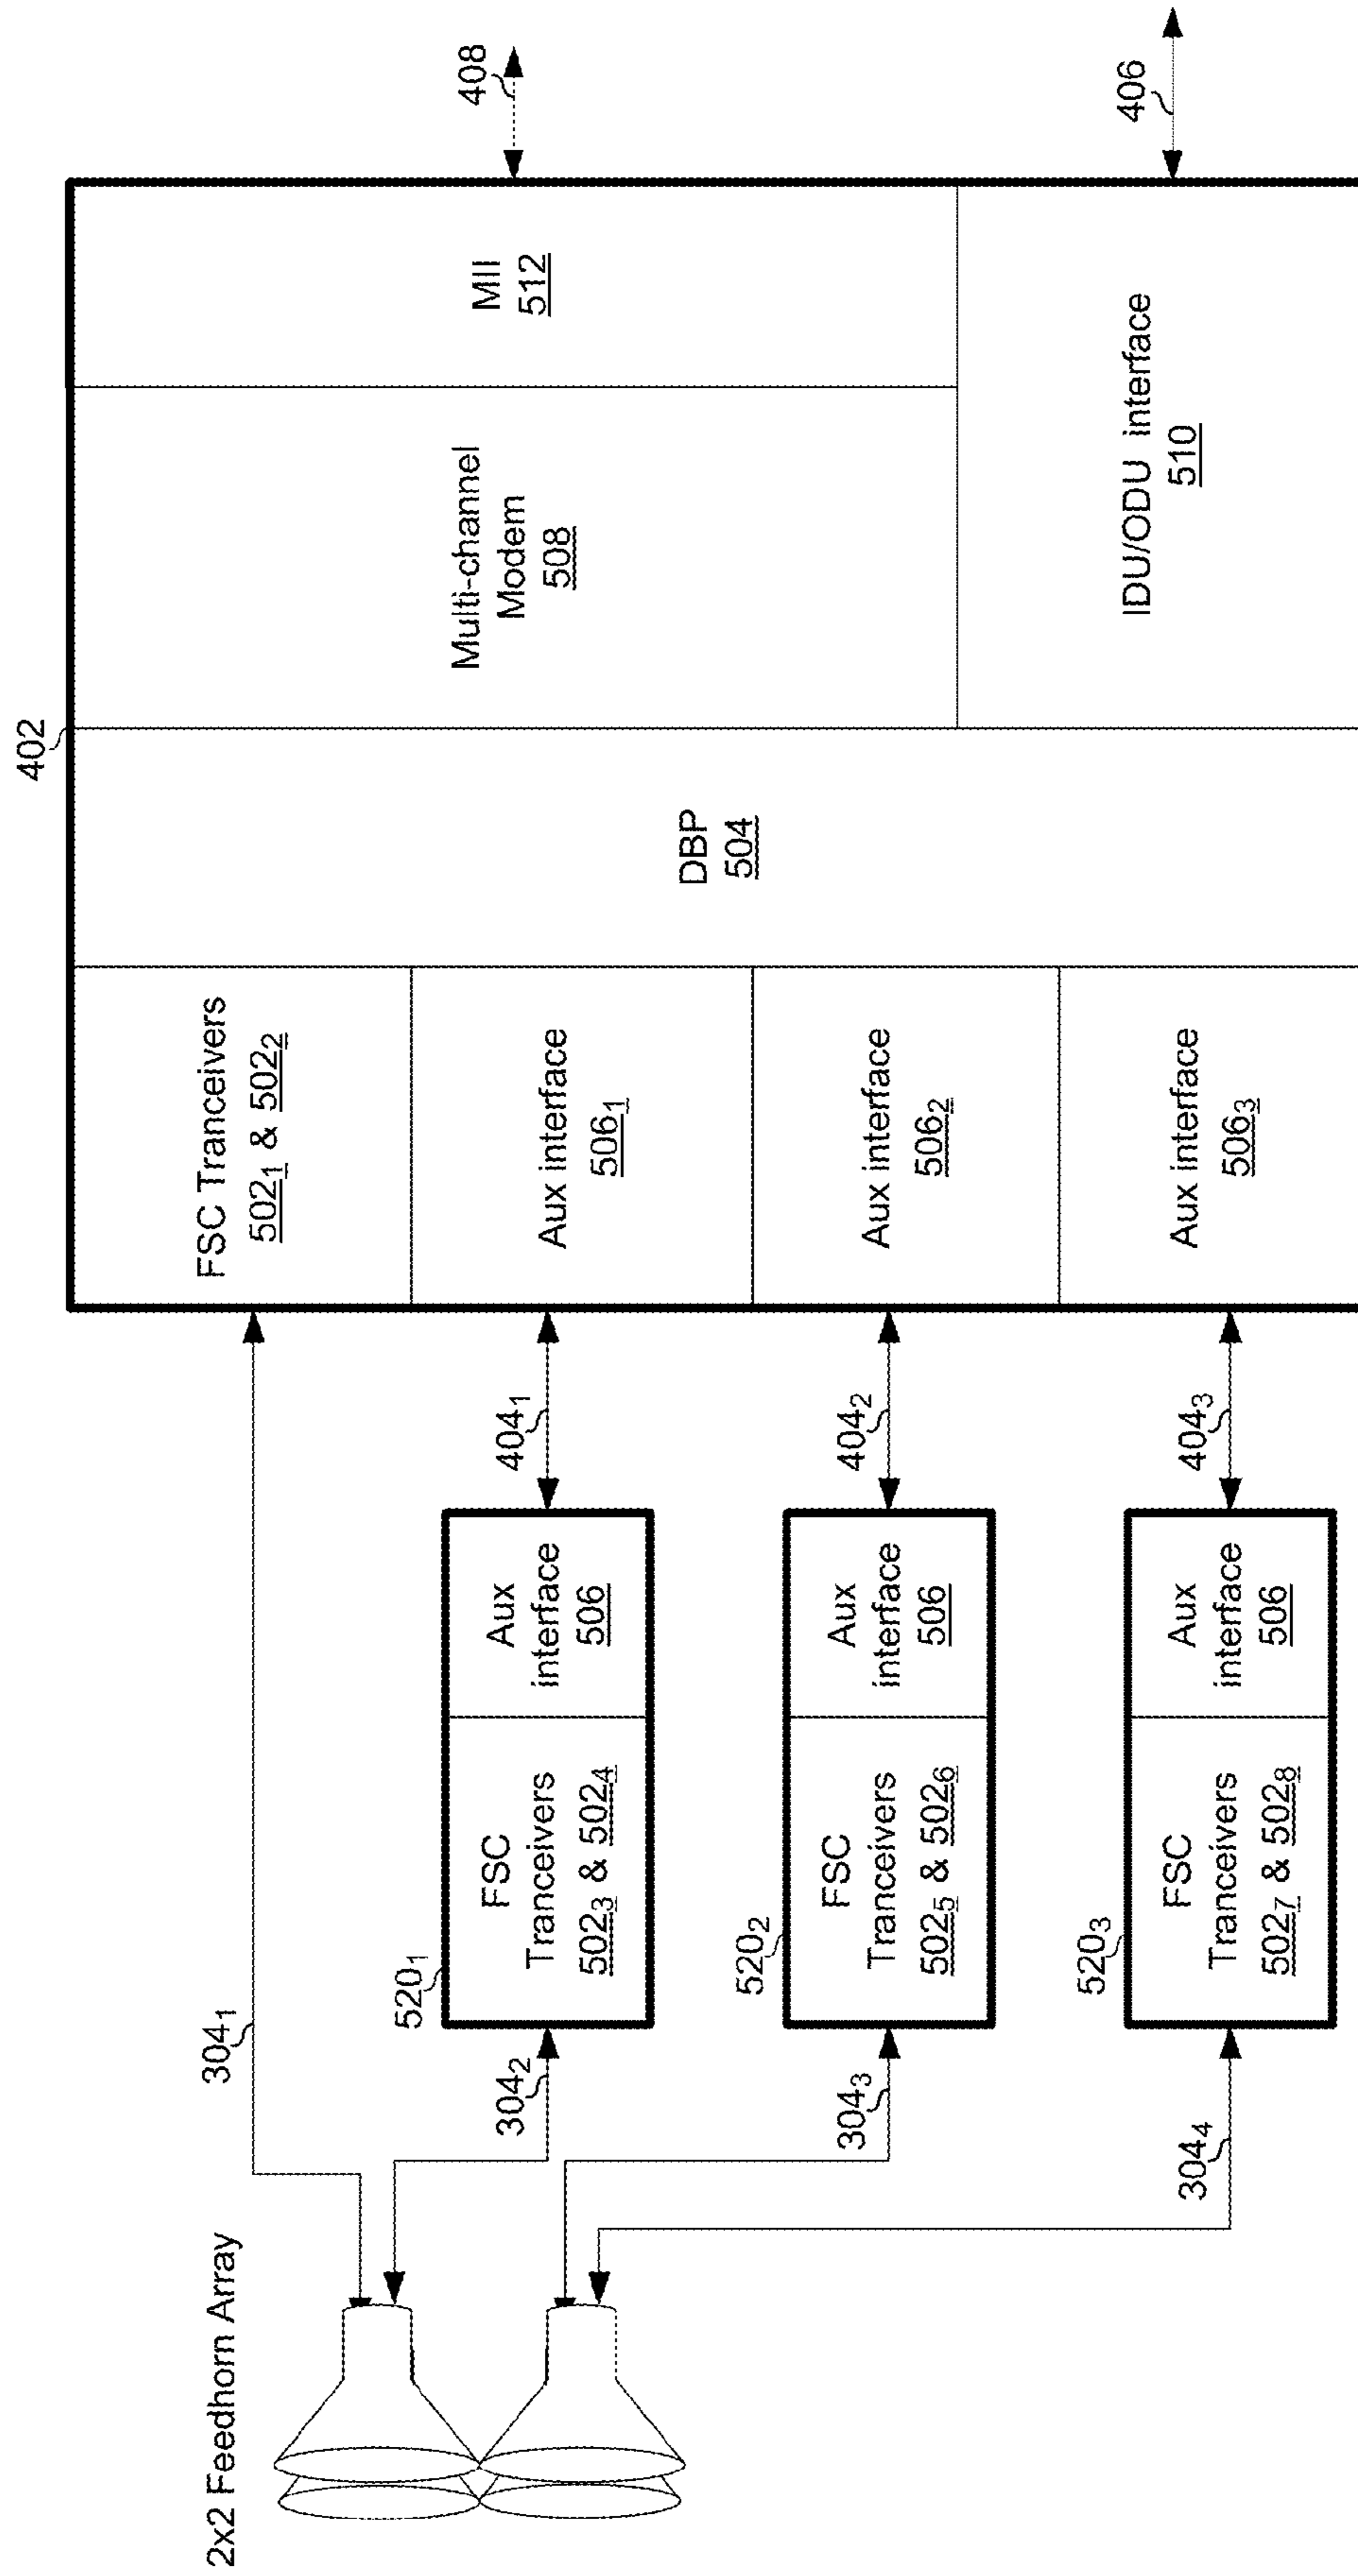 2x2 Feedhorn Array
304₁
304₂
304₃
304₄
520₁
FSC
Tranceivers
502₃ & 502₄
Aux
interface
506
520₂
FSC
Tranceivers
502₅ & 502₆
Aux
interface
506
520₃
FSC
Tranceivers
502₇ & 502₈
Aux
interface
506
404₁
404₂
404₃
402
FSC Tranceivers
502₁ & 502₂
Aux interface
506₁
Aux interface
506₂
Aux interface
506₃
DBP
504
Multi-channel
Modem
508
MII
512
IDU/ODU interface
510
408
406